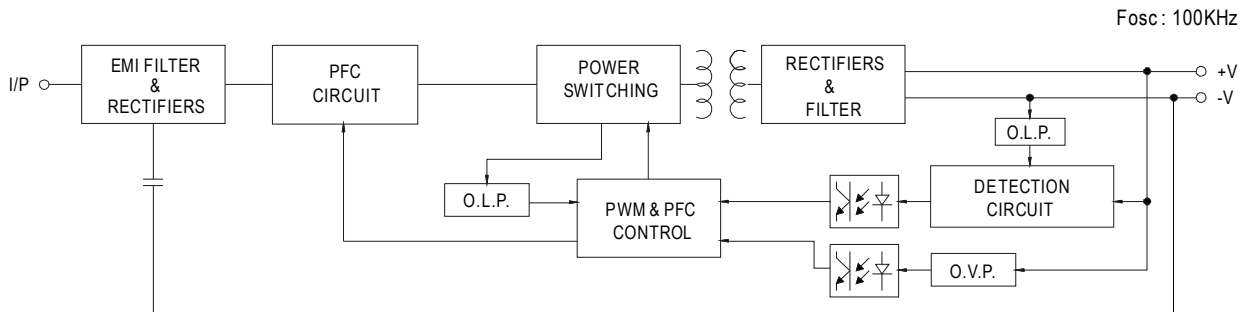 Fosc : 100KHz
I/P
EMI FILTER
&
RECTIFIERS
PFC
CIRCUIT
POWER
SWITCHING
RECTIFIERS
&
FILTER
+V
-V
O.L.P.
O.L.P.
PWM & PFC
CONTROL
DETECTION
CIRCUIT
O.V.P.